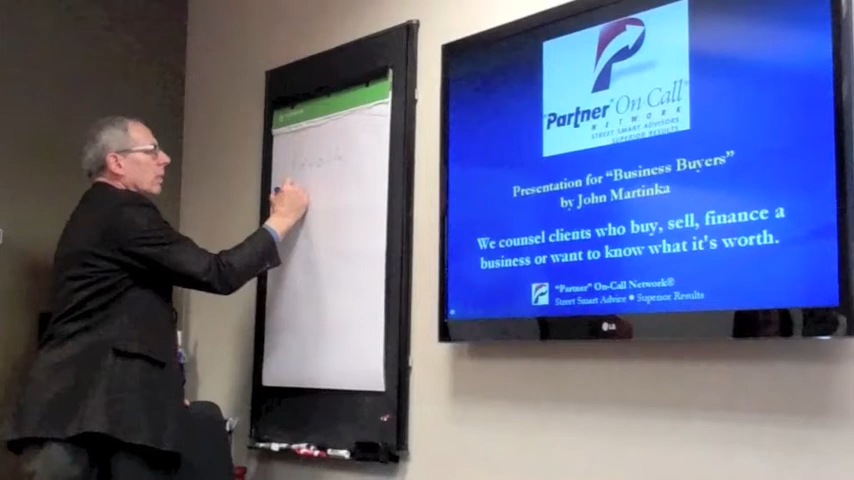 "Partner" On-Call
NETWORK
STREET SMART ADVISORS
SUPERIOR RESULTS
Presentation for "Business Buyers"
by John Martinka
We counsel clients who buy, sell, finance a
business or want to know what it's worth.
"Partner" On-Call Network®
Street Smart Advice • Superior Results
LG